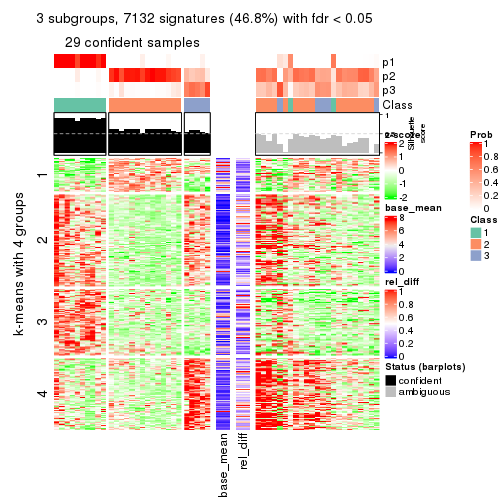 3 subgroups, 7132 signatures (46.8%) with fdr < 0.05
29 confident samples
p1
p2
p3
Class
1
Silhouette
score
k-means with 4 groups
1
2
3
4
base_mean
rel_diff
z-score
2
1
0
-1
-2
base_mean
8
6
4
2
0
rel_diff
1
0.8
0.6
0.4
0.2
0
Status (barplots)
confident
ambiguous
Prob
1
0.8
0.6
0.4
0.2
0
Class
1
2
3